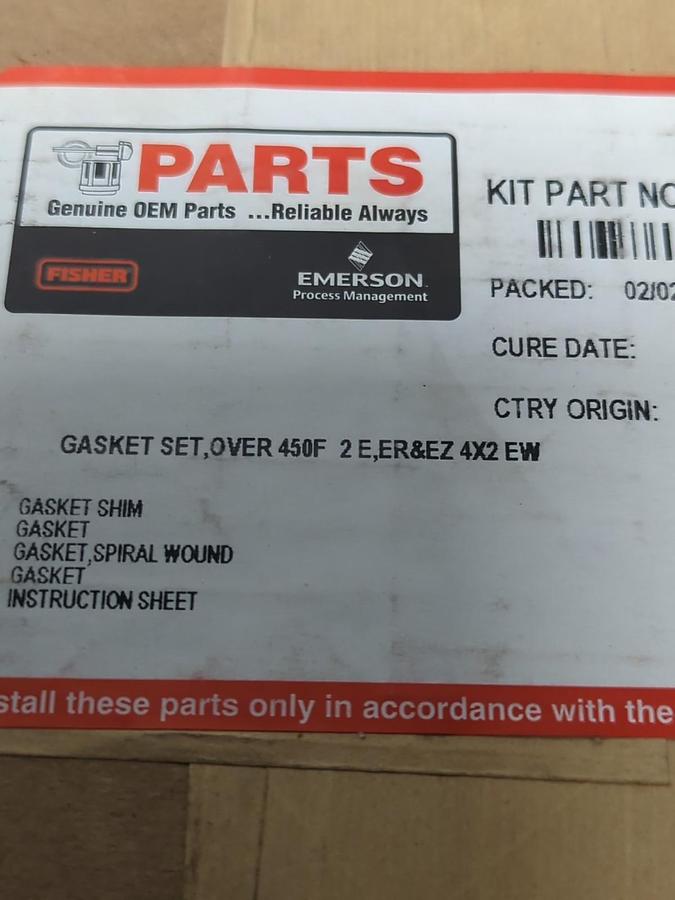 PARTS
Genuine OEM Parts ...Reliable Always
FISHER
EMERSON
Process Management
KIT PART NO
PACKED: 02/02
CURE DATE:
CTRY ORIGIN:
GASKET SET,OVER 450F 2 E,ER&EZ 4X2 EW
GASKET SHIM
GASKET
GASKET,SPIRAL WOUND
GASKET
INSTRUCTION SHEET
stall these parts only in accordance with the